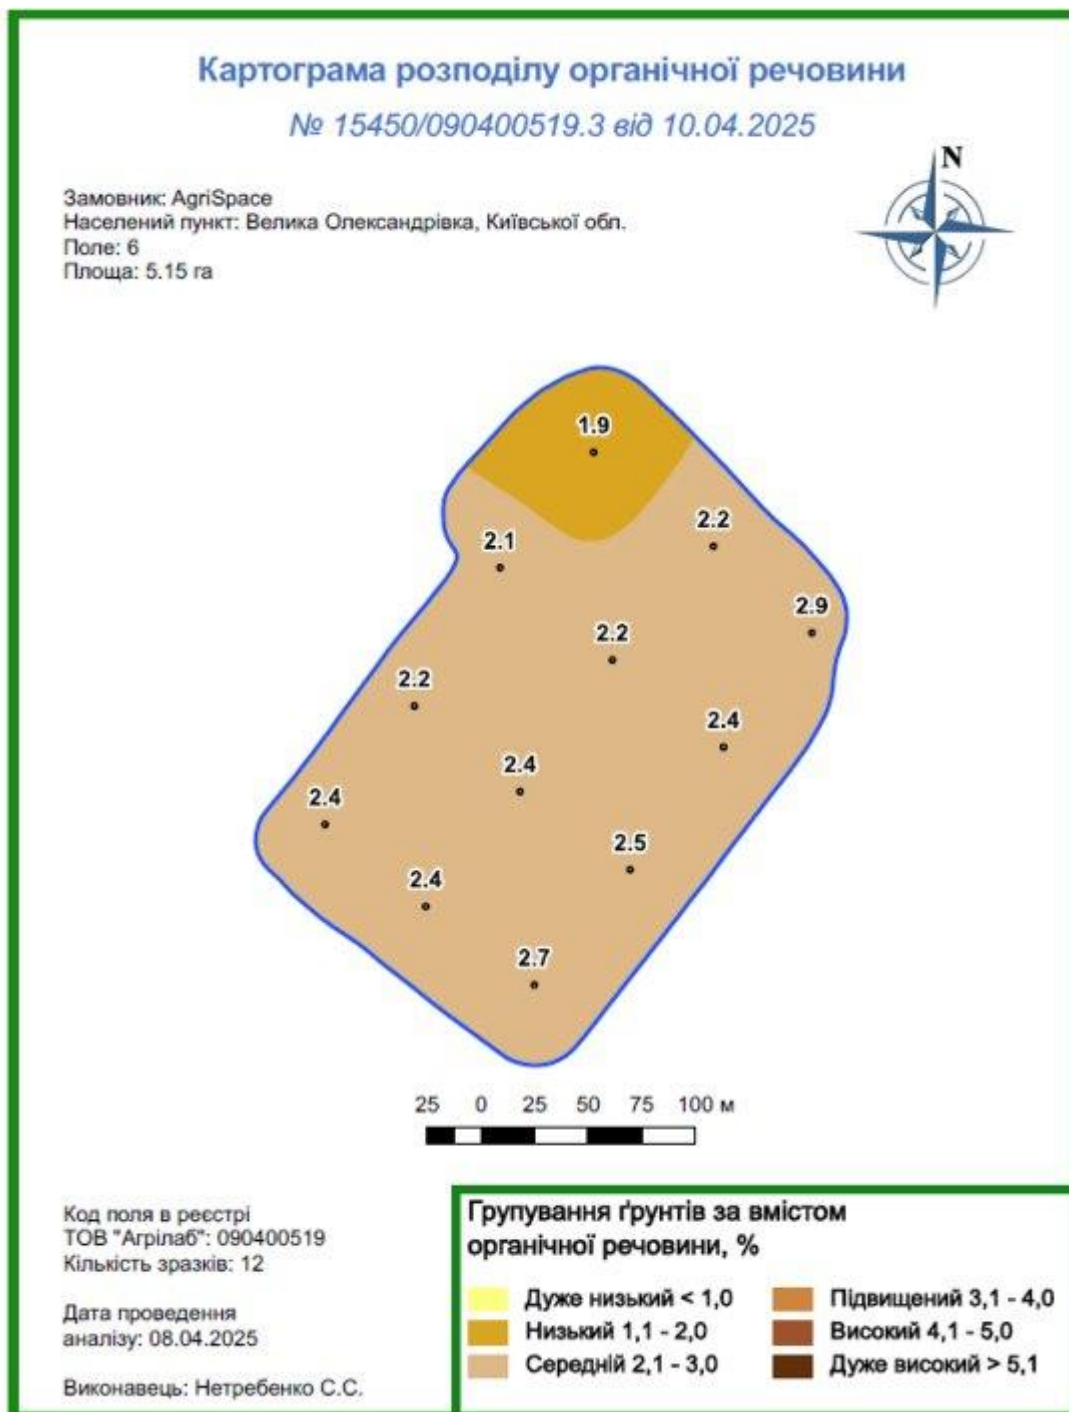 Картограма розподілу органічної речовини
№ 15450/090400519.3 від 10.04.2025
N
Замовник: AgriSpace
Населений пункт: Велика Олександрівка, Київської обл.
Поле: 6
Площа: 5.15 га
1.9
2.2
2.1
2.9
2.2
2.2
2.4
2.4
2.4
2.5
2.4
2.7
25 0 25 50 75 100 м
Код поля в реєстрі
ТОВ "Агрілаб": 090400519
Кількість зразків: 12
Дата проведення
аналізу: 08.04.2025
Виконавець: Нетребенко С.С.
Групування ґрунтів за вмістом
органічної речовини, %
Дуже низький < 1,0
Низький 1,1 - 2,0
Середній 2,1 - 3,0
Підвищений 3,1 - 4,0
Високий 4,1 - 5,0
Дуже високий > 5,1